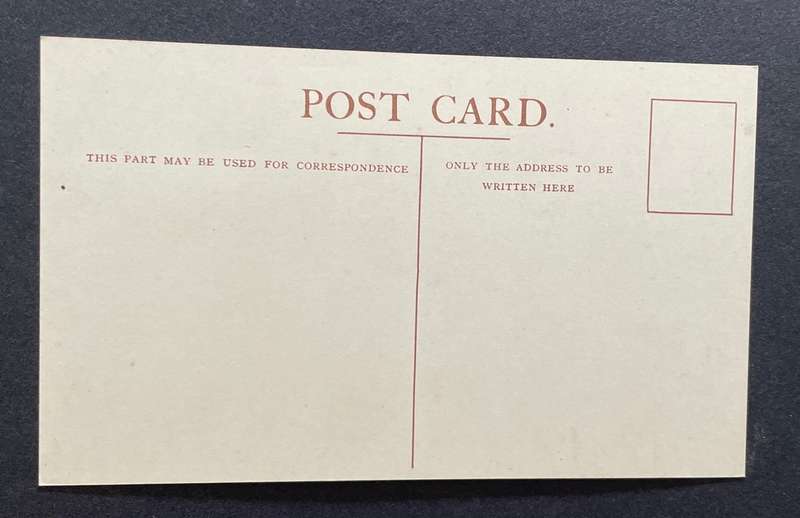 POST CARD.
THIS PART MAY BE USED FOR CORRESPONDENCE
ONLY THE ADDRESS TO BE
WRITTEN HERE